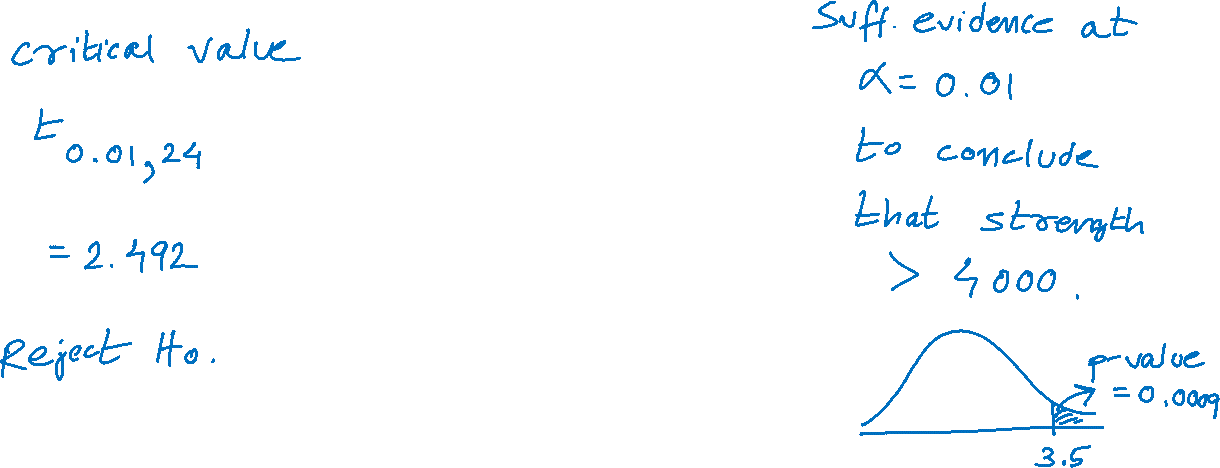 critical value
t0.01,24
= 2.492
Reject Ho.
Suff. evidence at
α = 0.01
to conclude
that strength
> 4000.
p-value
= 0.0009
3.5